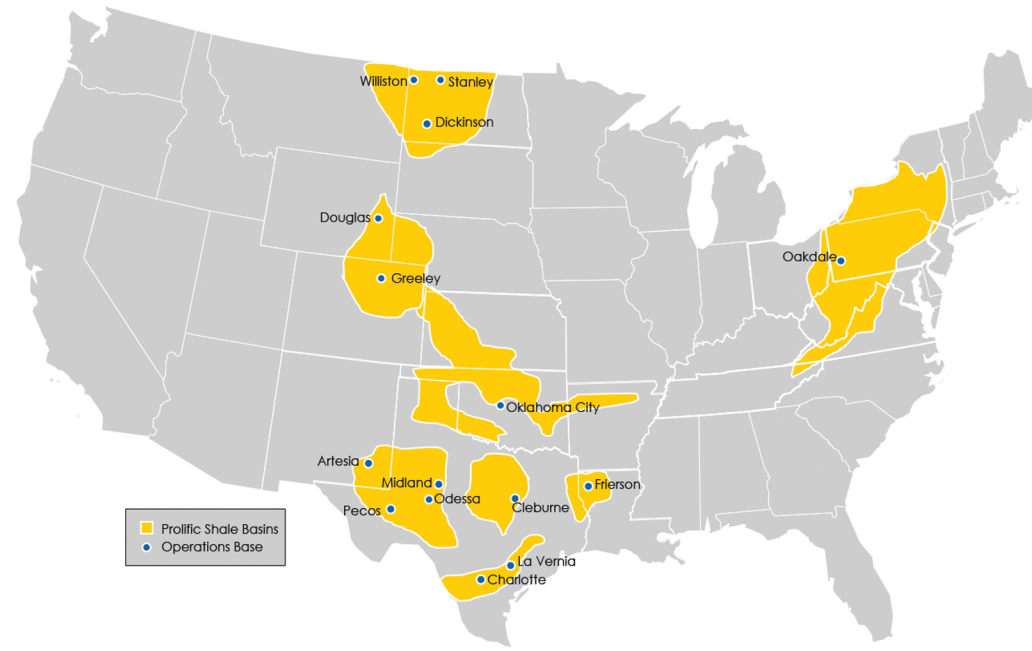 Williston
Stanley
Dickinson
Douglas
Greeley
Oakdale
Oklahoma City
Artesia
Midland
Odessa
Pecos
Cleburne
Frierson
La Vernia
Charlotte
Prolific Shale Basins
Operations Base